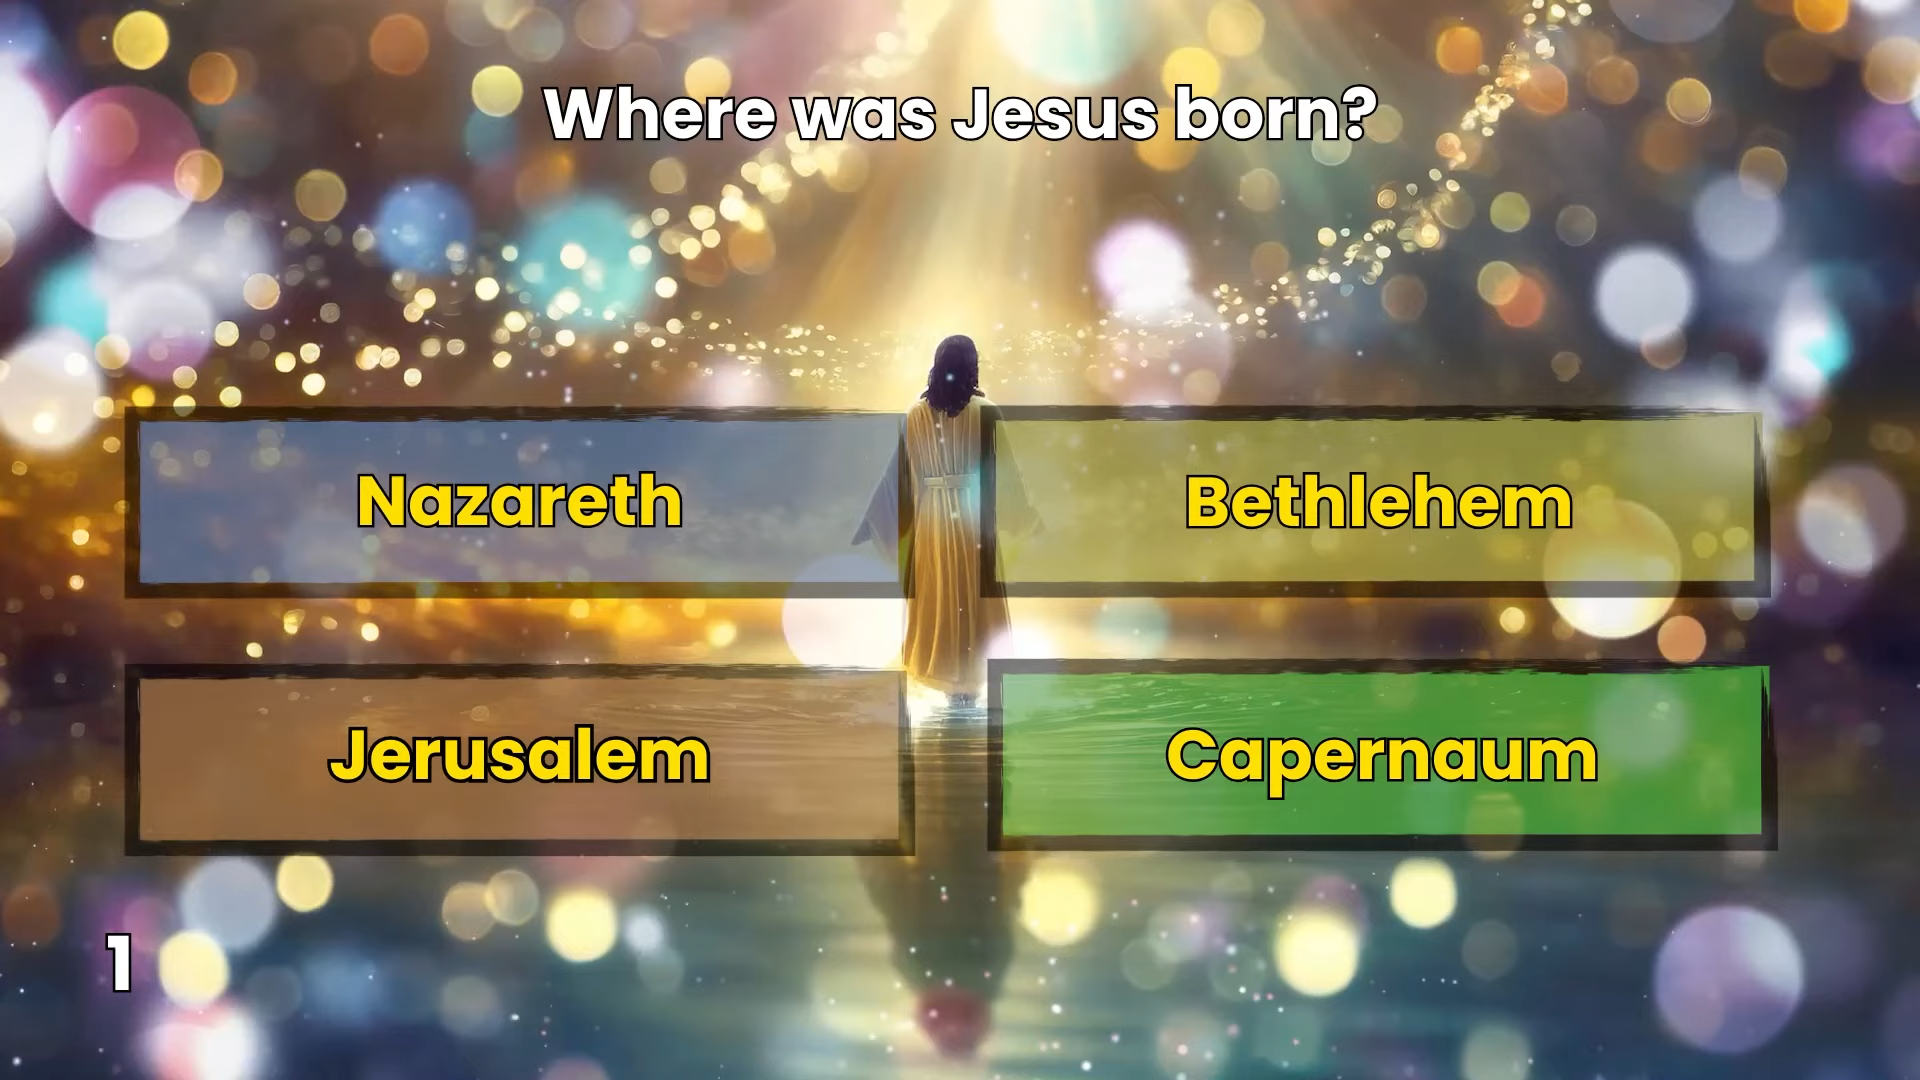 Where was Jesus born?
Nazareth
Bethlehem
Jerusalem
Capernaum
1